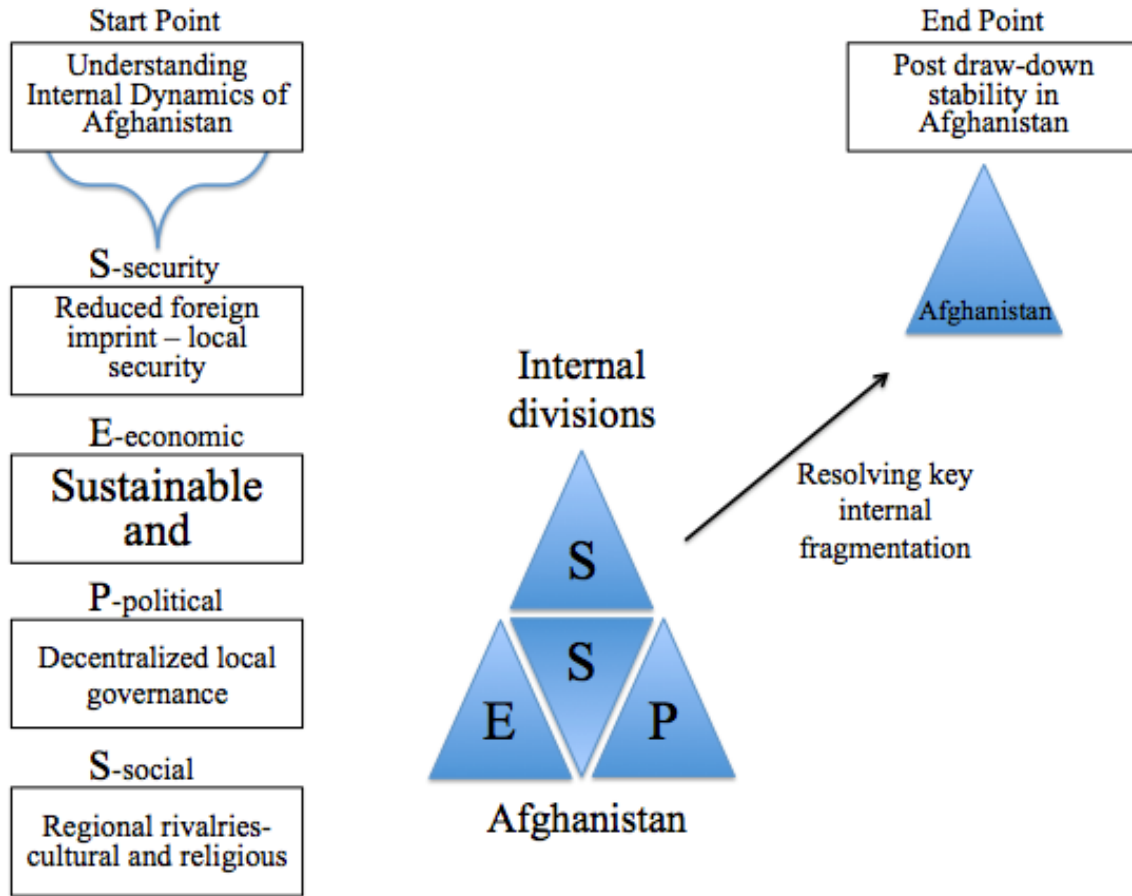 Start Point
Understanding
Internal Dynamics of
Afghanistan
S-security
Reduced foreign
imprint – local
security
E-economic
Sustainable
and
P-political
Decentralized local
governance
S-social
Regional rivalries-
cultural and religious
Internal
divisions
S
S
E
P
Afghanistan
Resolving key
internal
fragmentation
End Point
Post draw-down
stability in
Afghanistan
Afghanistan